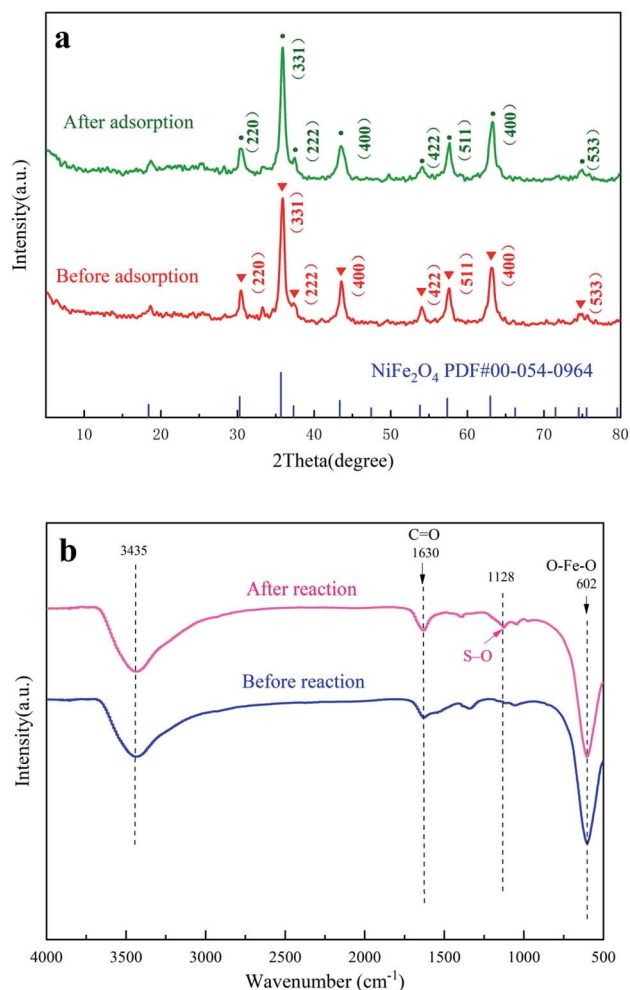 a
(331)
After adsorption
(220)
(222)
(400)
(422)
(511)
(400)
(533)
Intensity(a.u.)
(331)
Before adsorption
(220)
(222)
(400)
(422)
(511)
(400)
(533)
NiFe₂O₄ PDF#00-054-0964
10 20 30 40 50 60 70 80
2Theta(degree)
b
3435
C=O
1630
1128
O-Fe-O
602
After reaction
S–O
Before reaction
Intensity(a.u.)
4000 3500 3000 2500 2000 1500 1000 500
Wavenumber (cm⁻¹)